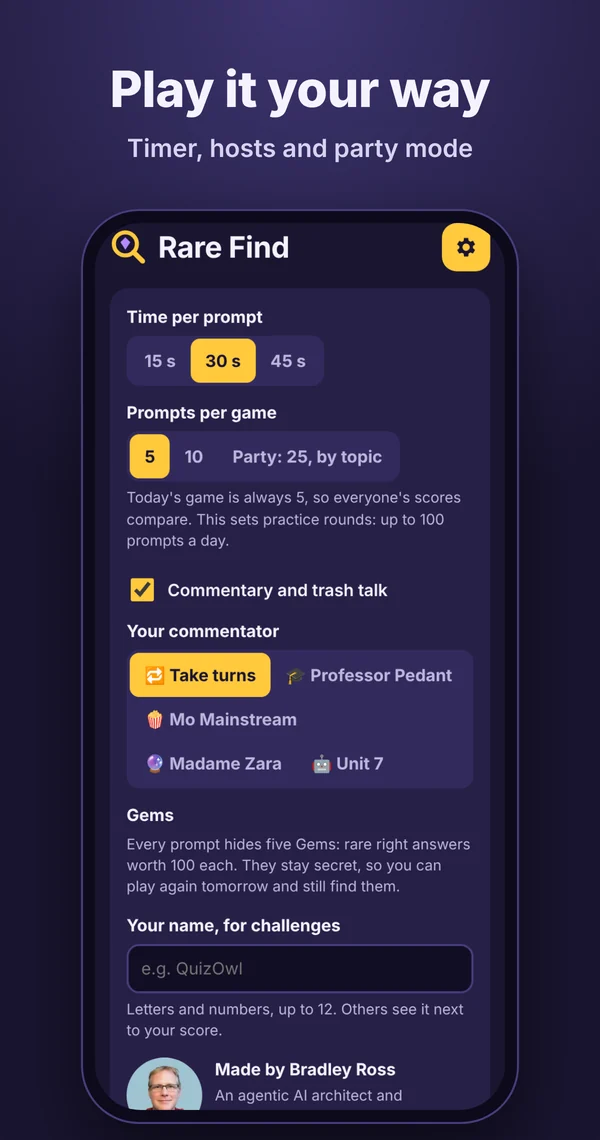 Play it your way
Timer, hosts and party mode
Rare Find
Time per prompt
15 s 30 s 45 s
Prompts per game
5 10 Party: 25, by topic
Today's game is always 5, so everyone's scores
compare. This sets practice rounds: up to 100
prompts a day.
Commentary and trash talk
Your commentator
Take turns Professor Pedant
Mo Mainstream
Madame Zara Unit 7
Gems
Every prompt hides five Gems: rare right answers
worth 100 each. They stay secret, so you can
play again tomorrow and still find them.
Your name, for challenges
e.g. QuizOwl
Letters and numbers, up to 12. Others see it next
to your score.
Made by Bradley Ross
An agentic AI architect and